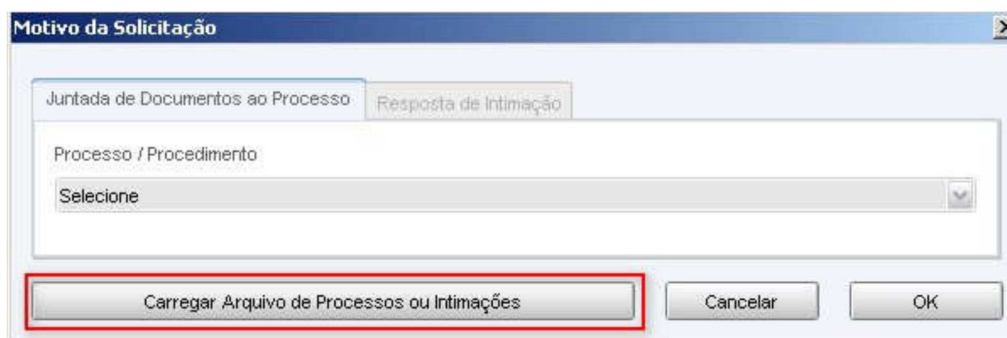 Motivo da Solicitação
Juntada de Documentos ao Processo
Resposta de Intimação
Processo / Procedimento
Selecione
Carregar Arquivo de Processos ou Intimações
Cancelar
OK